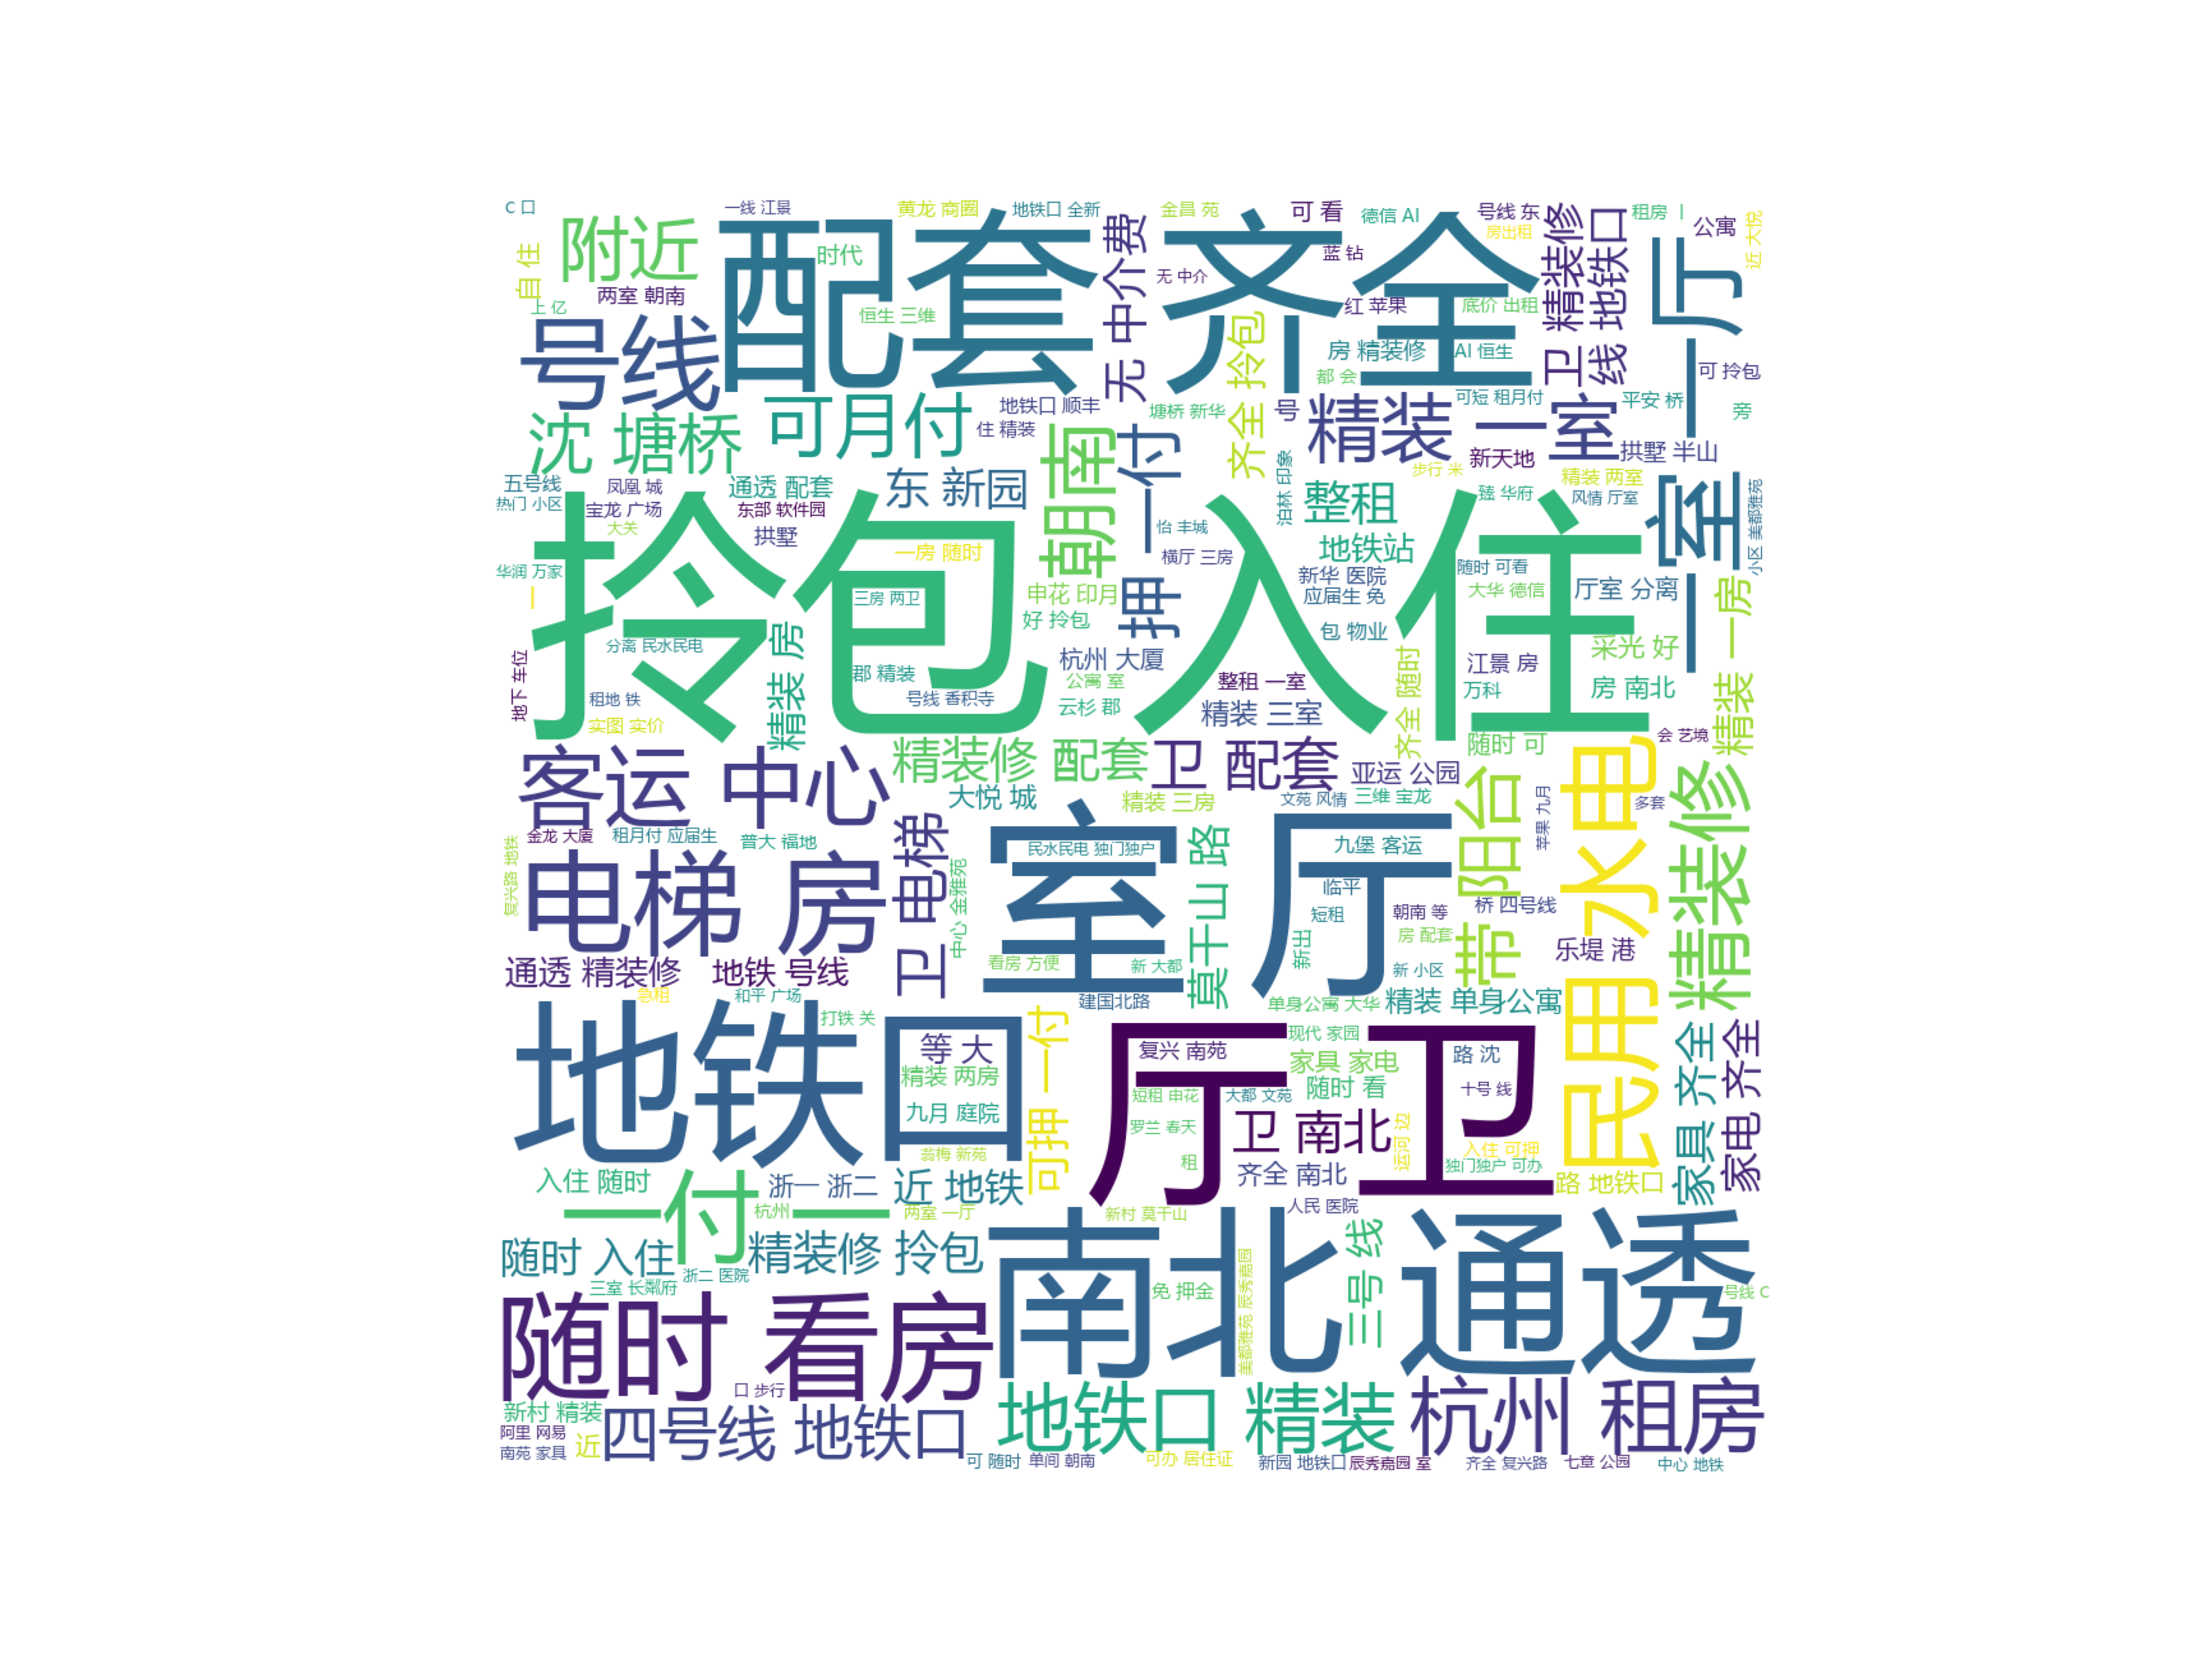 C 口
一线 江景
黄龙 商圈
地铁口 全新
金昌 苑
可 看
德信 AI
号线 东
租房 丨
公寓
近 大悦
附近
配套 齐全
时代
无 中介费
无 中介
蓝 钻
房出租
卫 精装修
线 地铁口
一厅
自 住
两室 朝南
上 亿
恒生 三维
红 苹果
底价 出租
号线
齐全 拎包
房 精装修
AI 恒生
都 会
可 拎包
可月付
地铁口 顺丰
住 精装
塘桥 新华
号
精装 一室
可短 租月付
平安 桥
旁
沈 塘桥
朝南
押 一付
拱墅 半山
新天地
步行 米
五号线
凤凰 城
通透 配套
东 新园
泊林 印象
整租
精装 两室
臻 华府
风情 厅室
一室
小区 美都雅苑
热门 小区
宝龙 广场
东部 软件园
大关
拱墅
怡 丰城
地铁站
拎包 入住
一房 随时
横厅 三房
华润 万家
一
三房 两卫
申花 印月
好 拎包
新华 医院
应届生 免
随时 可看
大华 德信
厅室 分离
精装 一房
分离 民水民电
精装 房
包 物业
采光 好
地下 车位
郡 精装
杭州 大厦
江景 房
租地 铁
号线 香积寺
公寓 室
整租 一室
齐全 随时
万科
房 南北
实图 实价
云杉 郡
精装 三室
客运 中心
精装修 配套
卫 配套
随时 可
会 艺境
大悦 城
亚运 公园
民用 水电
精装修
精装 三房
文苑 风情
三维 宝龙
带 阳台
苹果 九月
多套
金龙 大厦
租月付 应届生
普大 福地
卫 电梯
室 厅
民水民电 独门独户
莫干山 路
九堡 客运
复兴路 地铁
电梯 房
中心 金雅苑
临平
短租
朝南 等
桥 四号线
新出
房 配套
乐堤 港
通透 精装修
地铁 号线
看房 方便
新 大都
新 小区
急租
和平 广场
建国北路
单身公寓 大华
精装 单身公寓
地铁口
打铁 关
等 大
可押 一付
厅 卫
复兴 南苑
现代 家园
家具 家电
路 沈
家具 齐全
家电 齐全
精装 两房
九月 庭院
短租 申花
大都 文苑
随时 看
十号 线
罗兰 春天
卫 南北
运河 边
翁梅 新苑
租
入住 可押
独门独户 可办
入住 随时
一付一
浙一 浙二
近 地铁
齐全 南北
路 地铁口
杭州
两室 一厅
新村 莫干山
人民 医院
随时 入住
精装修 拎包
南北 通透
三号 线
三室 长粼府
浙二 医院
美都雅苑 辰秀嘉园
免 押金
号线 C
随时 看房
口 步行
地铁口 精装
杭州 租房
新村 精装
四号线 地铁口
阿里 网易
近
南苑 家具
可 随时
单间 朝南
可办 居住证
新园 地铁口
辰秀嘉园 室
齐全 复兴路
七章 公园
中心 地铁